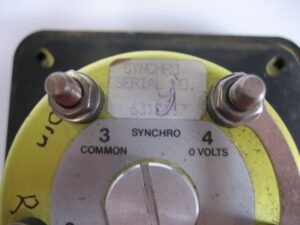 SYNCHRO
SERIAL NO.
3 SYNCHRO 4
COMMON 0 VOLTS
R